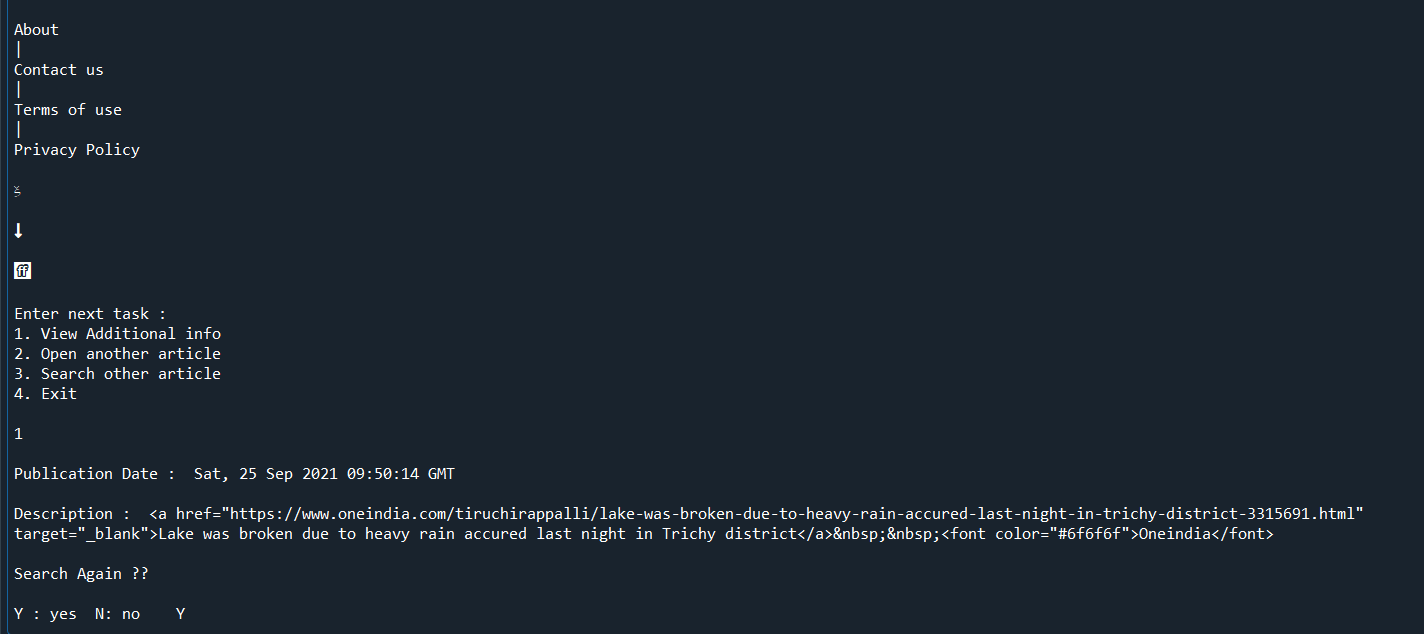 About
|
Contact us
|
Terms of use
|
Privacy Policy
↓
Enter next task :
1. View Additional info
2. Open another article
3. Search other article
4. Exit
1
Publication Date :  Sat, 25 Sep 2021 09:50:14 GMT
Description :  <a href="https://www.oneindia.com/tiruchirappalli/lake-was-broken-due-to-heavy-rain-accured-last-night-in-trichy-district-3315691.html"
target="_blank">Lake was broken due to heavy rain accured last night in Trichy district</a>&nbsp;&nbsp;<font color="#6f6f6f">Oneindia</font>
Search Again ??
Y : yes  N: no    Y